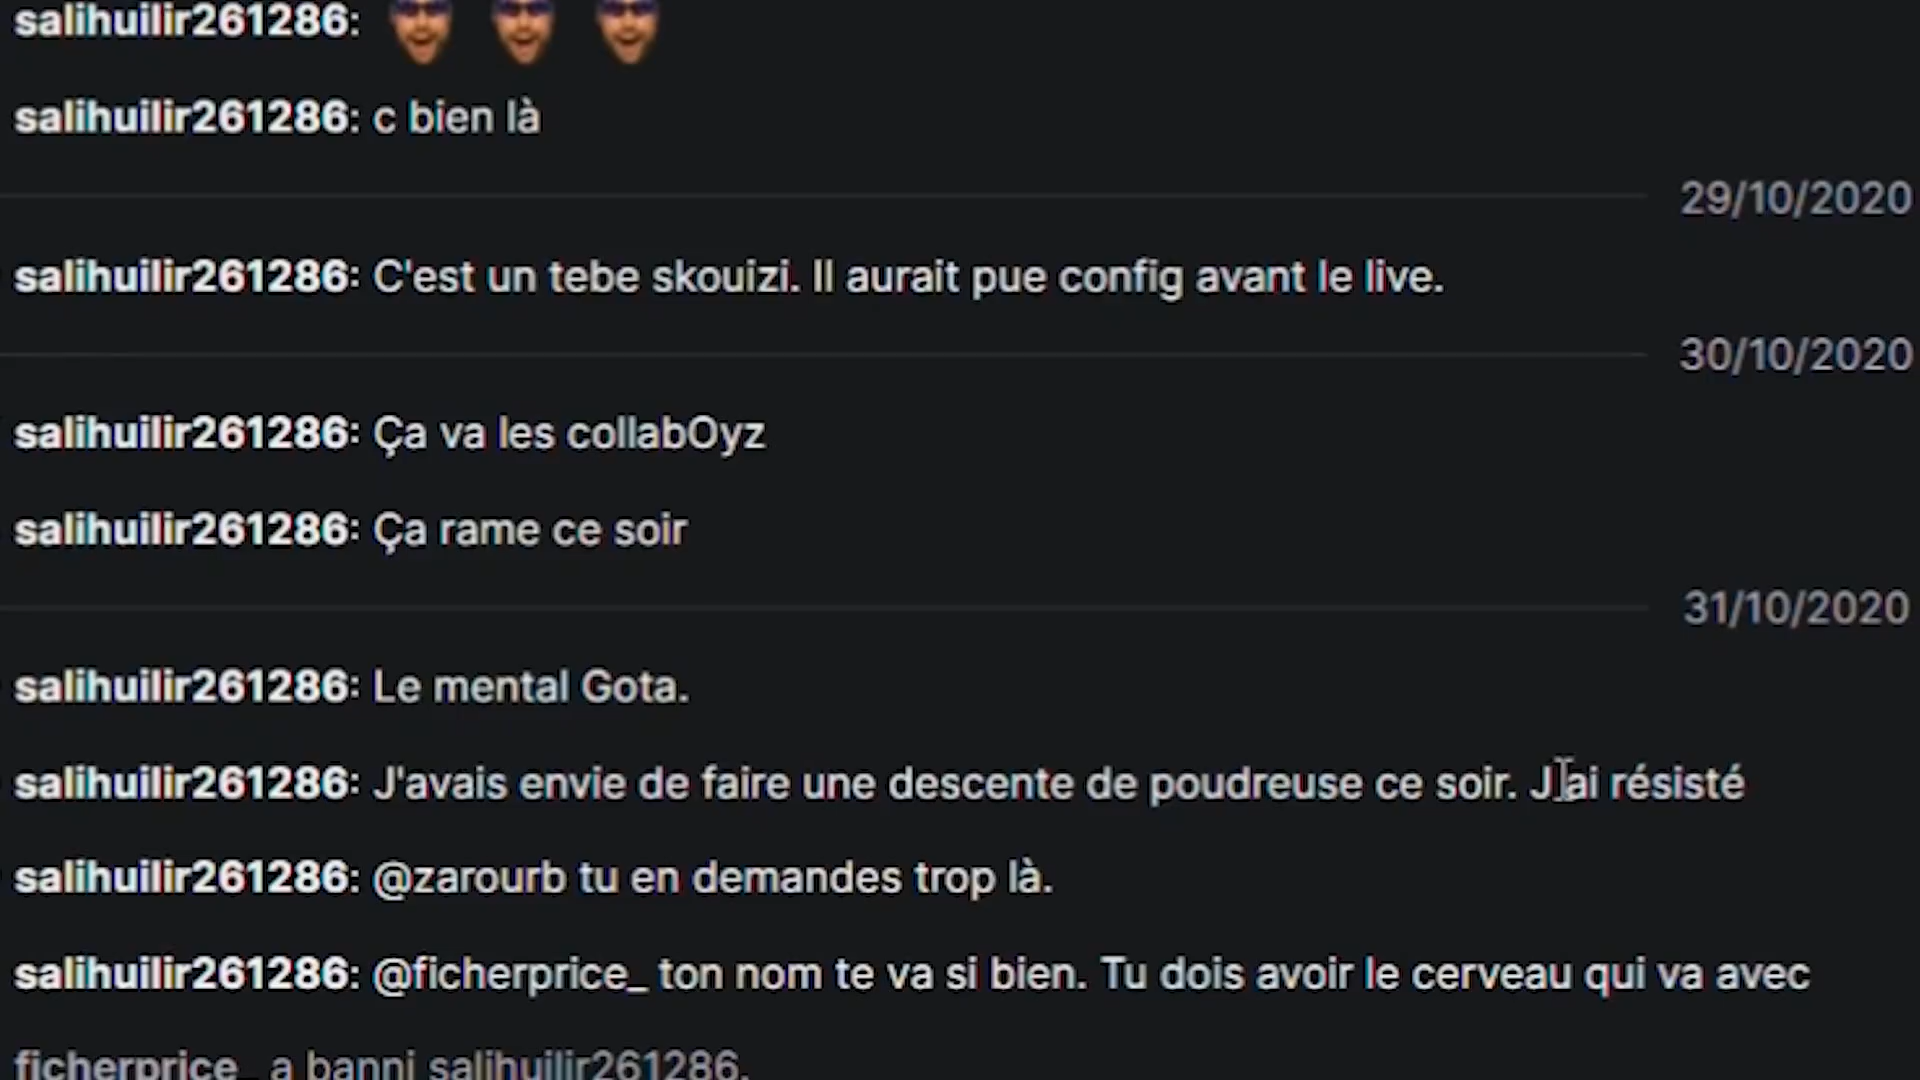 salihuilir261286:
salihuilir261286: c bien là
29/10/2020
salihuilir261286: C'est un tebe skouizi. Il aurait pue config avant le live.
30/10/2020
salihuilir261286: Ça va les collabOyz
salihuilir261286: Ça rame ce soir
31/10/2020
salihuilir261286: Le mental Gota.
salihuilir261286: J'avais envie de faire une descente de poudreuse ce soir. J'ai résisté
salihuilir261286: @zarourb tu en demandes trop là.
salihuilir261286: @ficherprice_ ton nom te va si bien. Tu dois avoir le cerveau qui va avec
ficherprice_ a banni salihuilir261286.